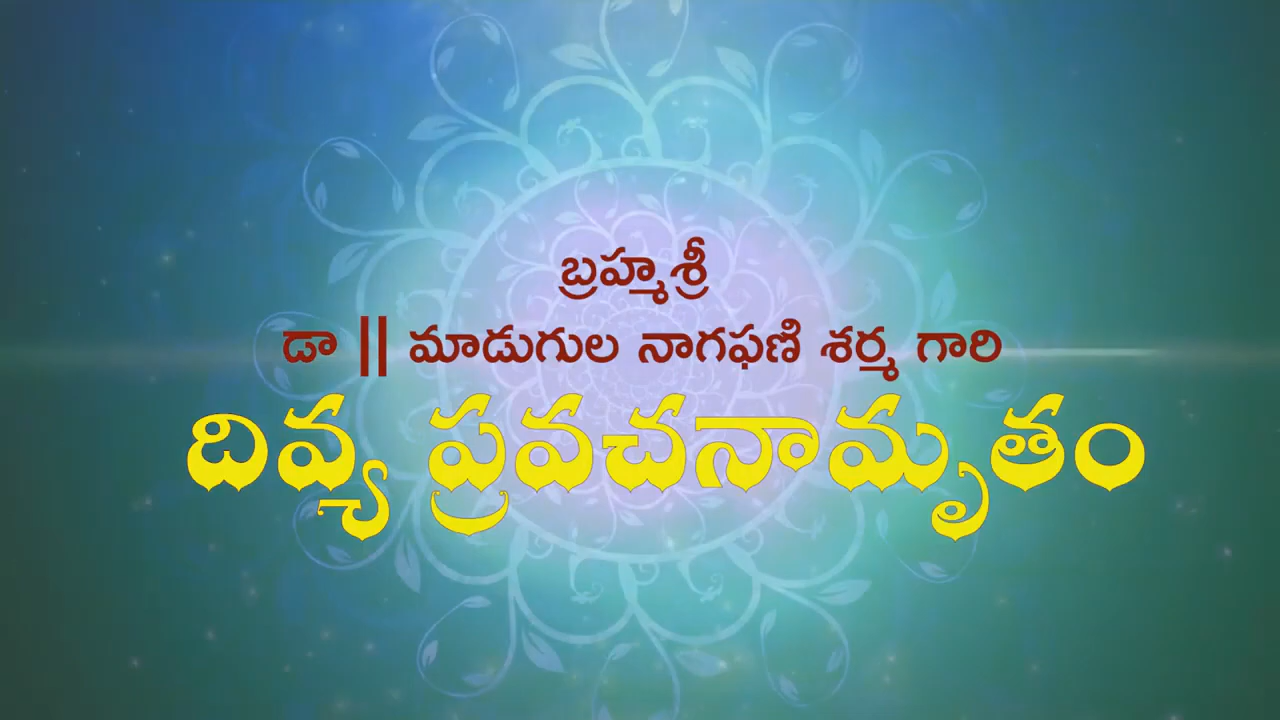 బ్రహ్మశ్రీ
డా || మాడుగుల నాగఫణి శర్మ గారి
దివ్య ప్రవచనామృతం